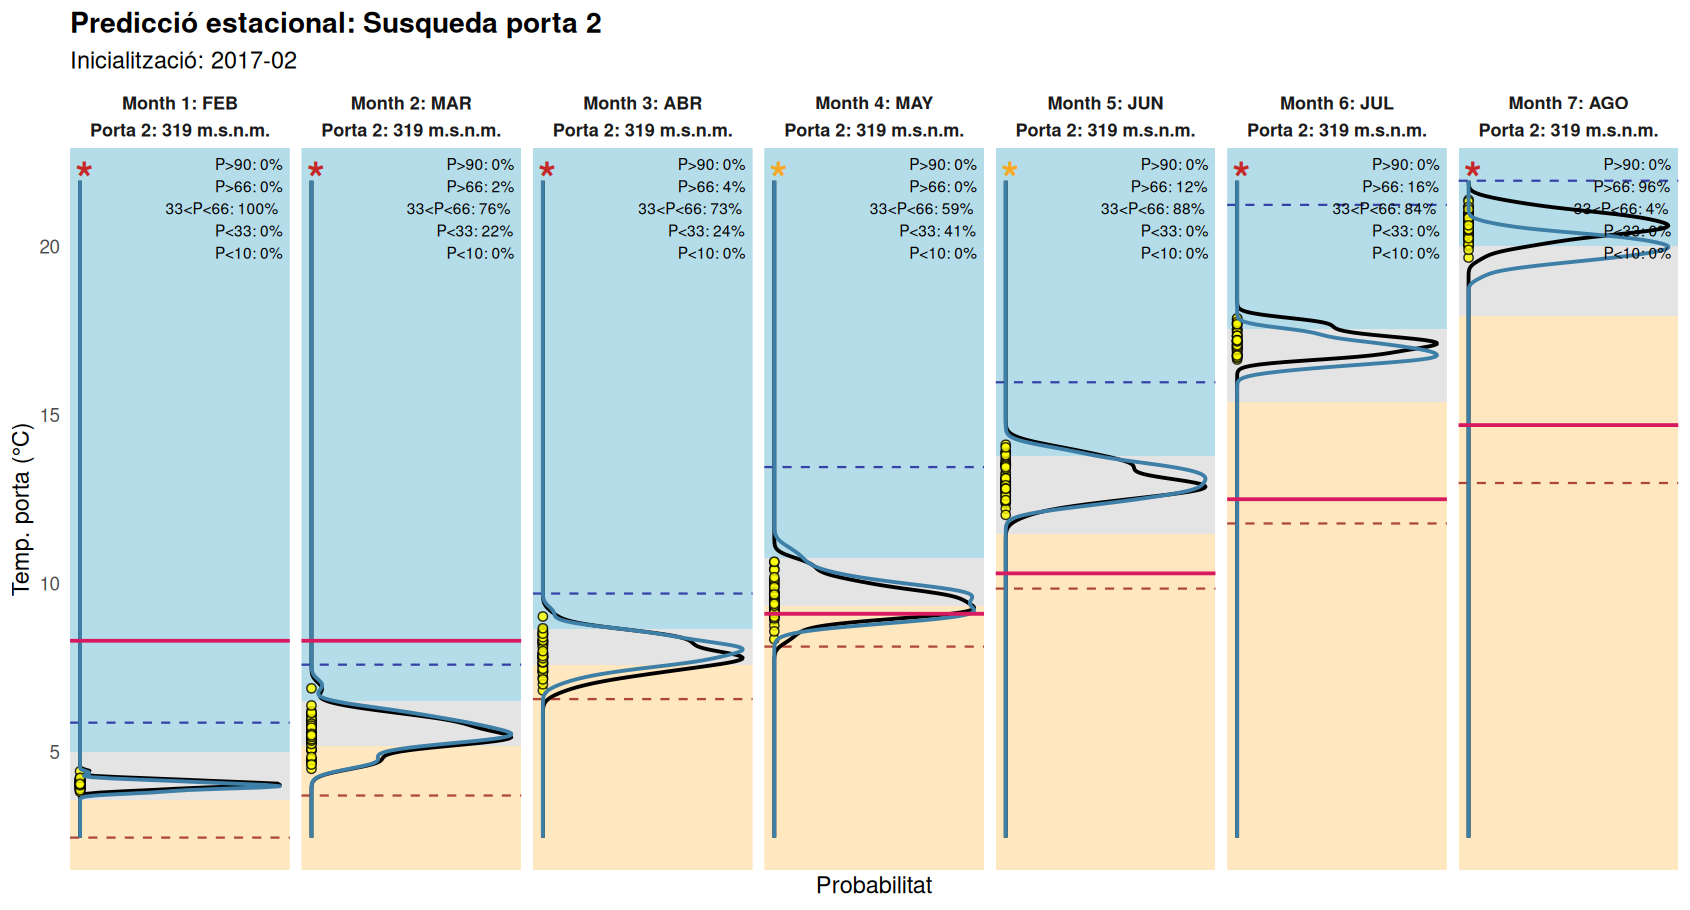 Predicció estacional: Susqueda porta 2
Inicialització: 2017-02
Month 1: FEB
Porta 2: 319 m.s.n.m.
Month 2: MAR
Porta 2: 319 m.s.n.m.
Month 3: ABR
Porta 2: 319 m.s.n.m.
Month 4: MAY
Porta 2: 319 m.s.n.m.
Month 5: JUN
Porta 2: 319 m.s.n.m.
Month 6: JUL
Porta 2: 319 m.s.n.m.
Month 7: AGO
Porta 2: 319 m.s.n.m.
*
P>90: 0%
P>66: 0%
33<P<66: 100%
P<33: 0%
P<10: 0%
*
P>90: 0%
P>66: 2%
33<P<66: 76%
P<33: 22%
P<10: 0%
*
P>90: 0%
P>66: 4%
33<P<66: 73%
P<33: 24%
P<10: 0%
*
P>90: 0%
P>66: 0%
33<P<66: 59%
P<33: 41%
P<10: 0%
*
P>90: 0%
P>66: 12%
33<P<66: 88%
P<33: 0%
P<10: 0%
*
P>90: 0%
P>66: 16%
33<P<66: 84%
P<33: 0%
P<10: 0%
*
P>90: 0%
P>66: 96%
33<P<66: 4%
P<33: 0%
P<10: 0%
Temp. porta (°C)
20
15
10
5
Probabilitat